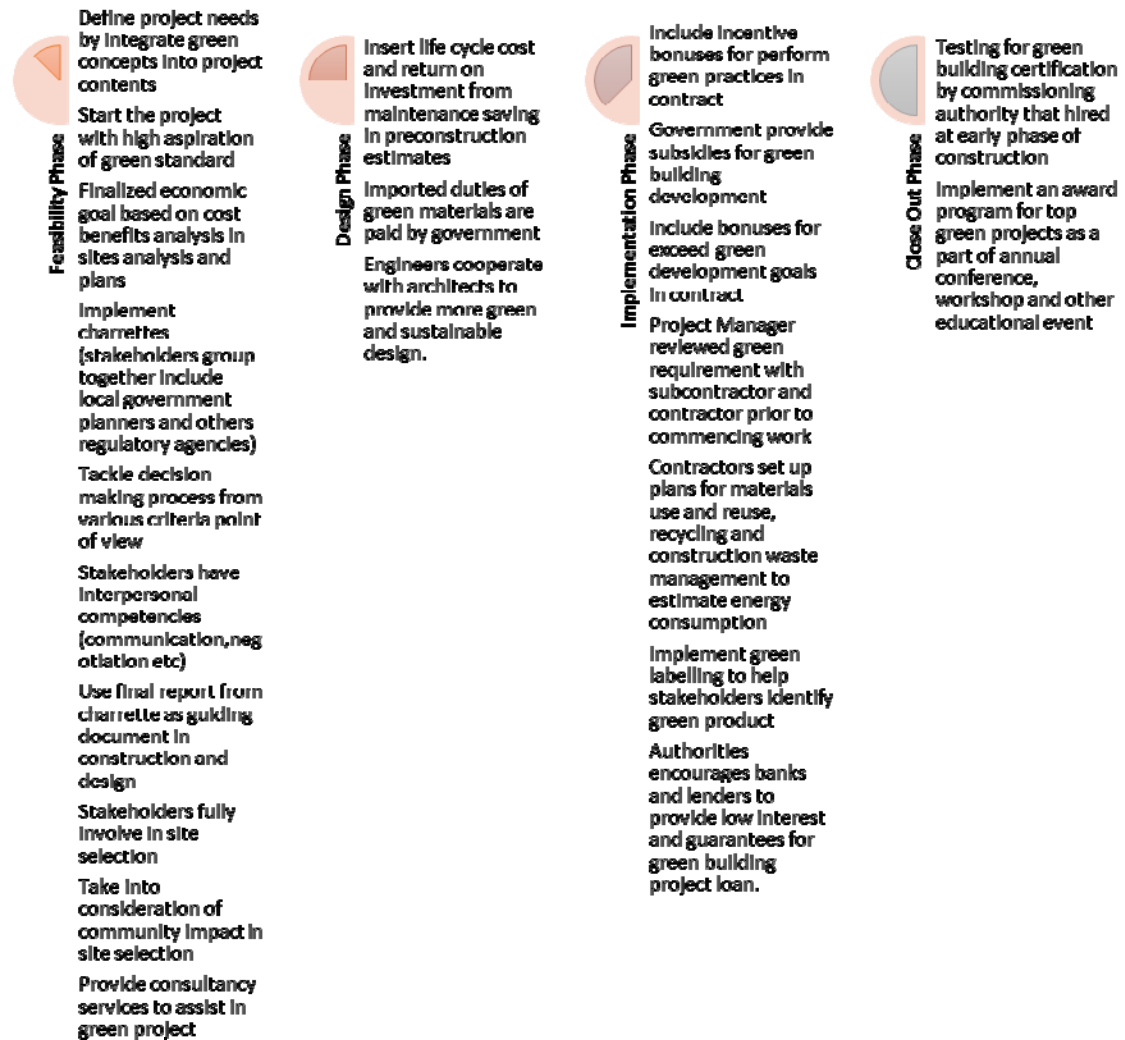 Feasibility Phase
Define project needs
by integrate green
concepts into project
contents
Start the project
with high aspiration
of green standard
Finalized economic
goal based on cost
benefits analysis in
sites analysis and
plans
Implement
charrettes
(stakeholders group
together include
local government
planners and others
regulatory agencies)
Tackle decision
making process from
various criteria point
of view
Stakeholders have
interpersonal
competencies
(communication,neg
otiation etc)
Use final report from
charrette as guiding
document in
construction and
design
Stakeholders fully
involve in site
selection
Take into
consideration of
community impact in
site selection
Provide consultancy
services to assist in
green project
Design Phase
Insert life cycle cost
and return on
investment from
maintenance saving
in preconstruction
estimates
Imported duties of
green materials are
paid by government
Engineers cooperate
with architects to
provide more green
and sustainable
design.
Implementation Phase
Include incentive
bonuses for perform
green practices in
contract
Government provide
subsidies for green
building
development
Include bonuses for
exceed green
development goals
in contract
Project Manager
reviewed green
requirement with
subcontractor and
contractor prior to
commencing work
Contractors set up
plans for materials
use and reuse,
recycling and
construction waste
management to
estimate energy
consumption
Implement green
labelling to help
stakeholders identify
green product
Authorities
encourages banks
and lenders to
provide low interest
and guarantees for
green building
project loan.
Close Out Phase
Testing for green
building certification
by commissioning
authority that hired
at early phase of
construction
Implement an award
program for top
green projects as a
part of annual
conference,
workshop and other
educational event